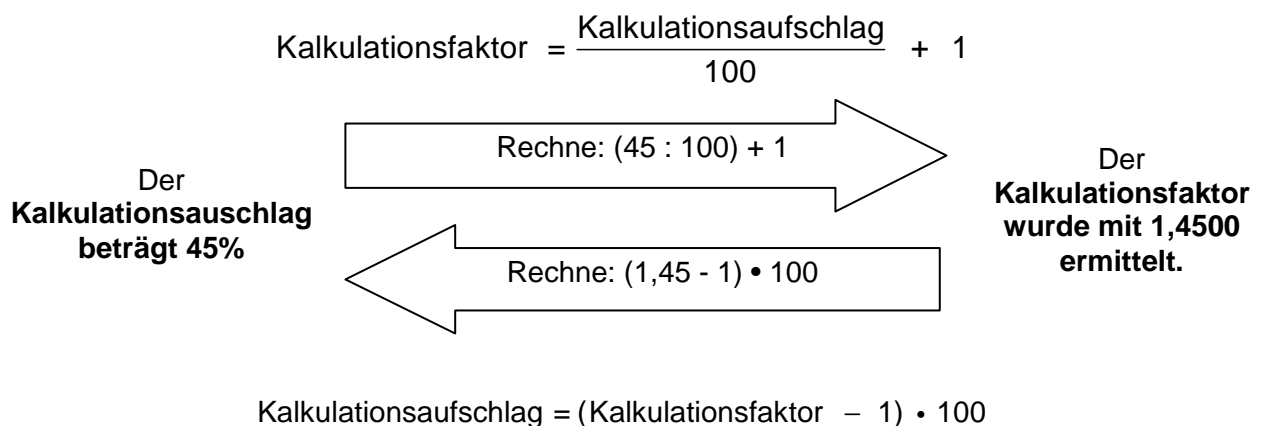 Kalkulationsfaktor = Kalkulationsaufschlag
100 + 1
Rechne: (45 : 100) + 1
Der
Kalkulationsauschlag
beträgt 45%
Der
Kalkulationsfaktor
wurde mit 1,4500
ermittelt.
Rechne: (1,45 - 1) • 100
Kalkulationsaufschlag = (Kalkulationsfaktor – 1) • 100